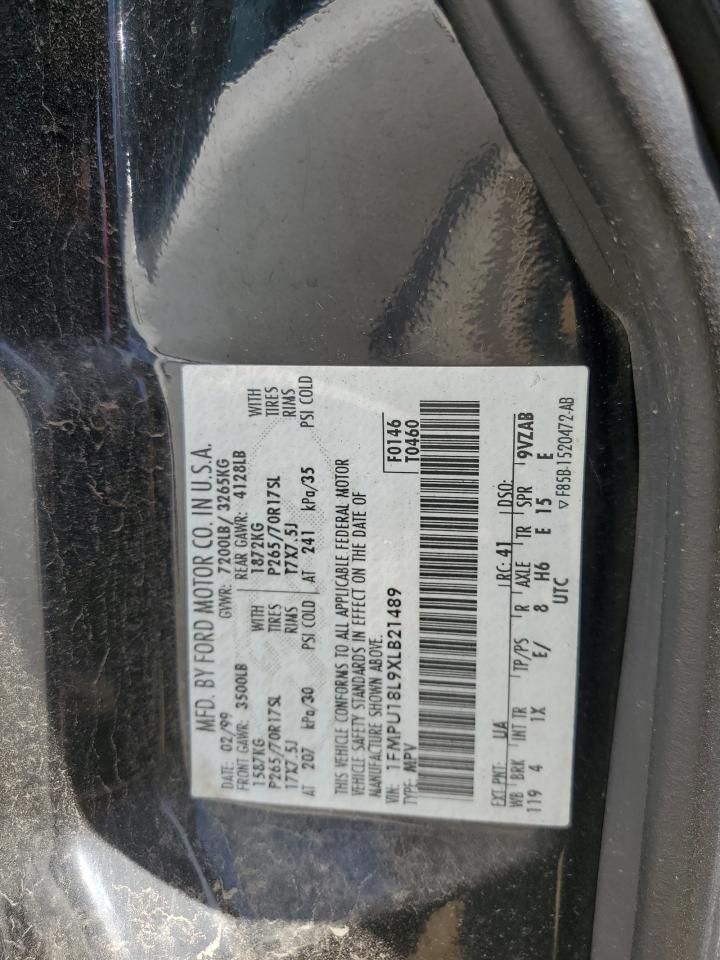 MFD. BY FORD MOTOR CO. IN U.S.A.
DATE: 02/99 GVWR: 7200LB/ 3265KG
FRONT GAWR: 3500LB REAR GAWR: 4128LB
1587KG WITH 1872KG WITH
P265/70R17SL TIRES P265/70R17SL TIRES
17X7.5J RIMS 17X7.5J RIMS
AT 207 kPa/30 PSI COLD AT 241 kPa/35 PSI COLD
THIS VEHICLE CONFORMS TO ALL APPLICABLE FEDERAL MOTOR
VEHICLE SAFETY STANDARDS IN EFFECT ON THE DATE OF
MANUFACTURE SHOWN ABOVE.
VIN: 1FMPU18L9XLB21489 F0146
TYPE: MPV T0460
EXT PNT: UA RC: 41 DSO:
WB BRK INT TR TP/PS R AXLE TR SPR 9VZAB
119 4 1X E/ 8 H6 E 15 E
UTC ▽F85B-1520472-AB